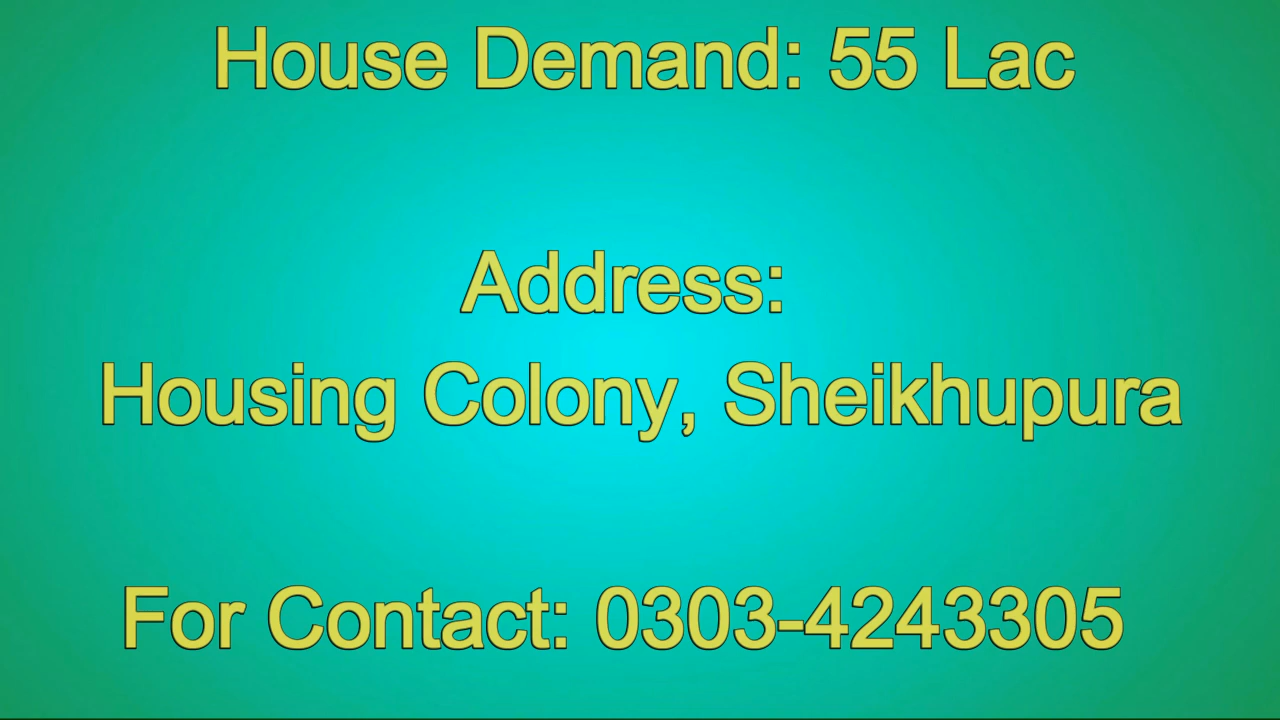 House Demand: 55 Lac
Address:
Housing Colony, Sheikhupura
For Contact: 0303-4243305